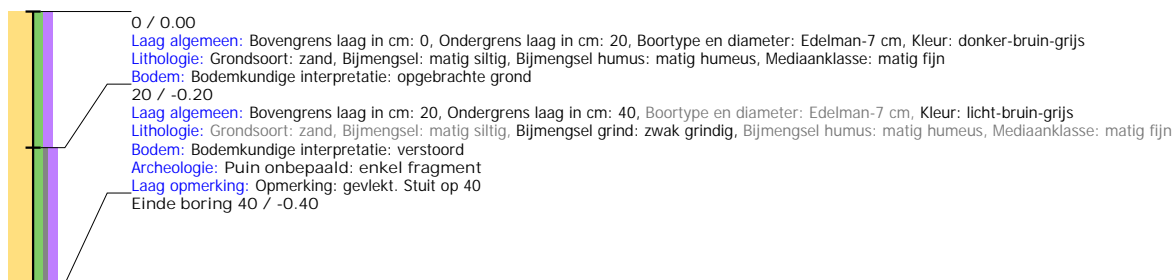 0 / 0.00
Laag algemeen: Bovengrens laag in cm: 0, Ondergrens laag in cm: 20, Boortype en diameter: Edelman-7 cm, Kleur: donker-bruin-grijs
Lithologie: Grondsoort: zand, Bijmengsel: matig siltig, Bijmengsel humus: matig humeus, Mediaanklasse: matig fijn
Bodem: Bodemkundige interpretatie: opgebrachte grond
20 / -0.20
Laag algemeen: Bovengrens laag in cm: 20, Ondergrens laag in cm: 40, Boortype en diameter: Edelman-7 cm, Kleur: licht-bruin-grijs
Lithologie: Grondsoort: zand, Bijmengsel: matig siltig, Bijmengsel grind: zwak grindig, Bijmengsel humus: matig humeus, Mediaanklasse: matig fijn
Bodem: Bodemkundige interpretatie: verstoord
Archeologie: Puin onbepaald: enkel fragment
Laag opmerking: Opmerking: gevlekt. Stuit op 40
Einde boring 40 / -0.40